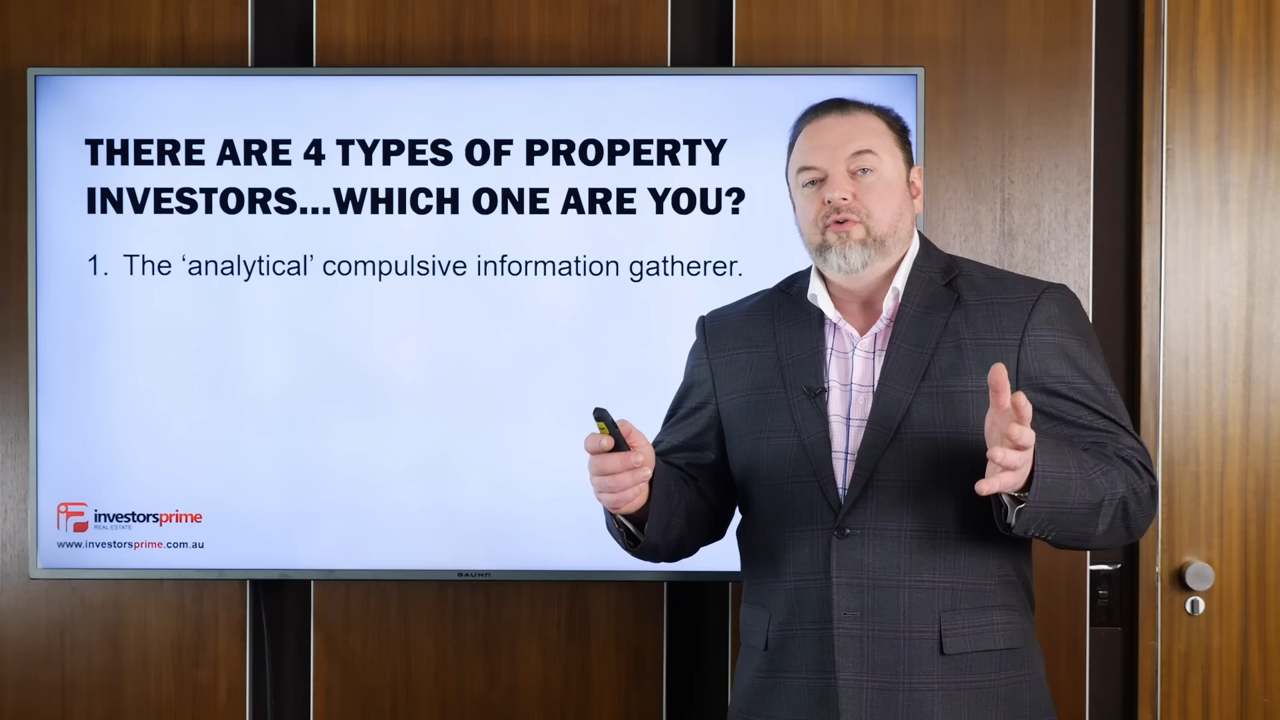 THERE ARE 4 TYPES OF PROPERTY
INVESTORS...WHICH ONE ARE YOU?
1. The ‘analytical’ compulsive information gatherer.
investorsprime
REAL ESTATE
www.investorsprime.com.au
BAUHN